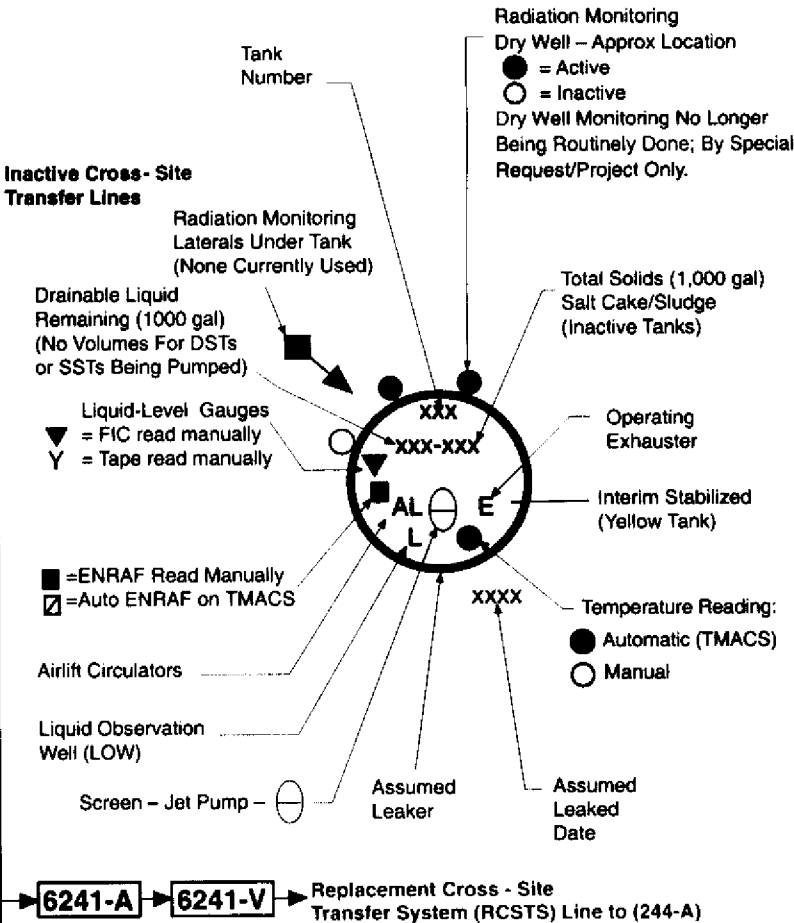 Radiation Monitoring
Dry Well – Approx Location
= Active
= Inactive
Dry Well Monitoring No Longer
Being Routinely Done; By Special
Request/Project Only.
Tank
Number
Inactive Cross- Site
Transfer Lines
Radiation Monitoring
Laterals Under Tank
(None Currently Used)
Drainable Liquid
Remaining (1000 gal)
(No Volumes For DSTs
or SSTs Being Pumped)
Total Solids (1,000 gal)
Salt Cake/Sludge
(Inactive Tanks)
Liquid-Level Gauges
= FIC read manually
Y = Tape read manually
xxx
xxx-xxx
Operating
Exhauster
AL
E
L
Interim Stabilized
(Yellow Tank)
=ENRAF Read Manually
=Auto ENRAF on TMACS
xxxx
Temperature Reading:
Automatic (TMACS)
Manual
Airlift Circulators
Liquid Observation
Well (LOW)
Screen – Jet Pump –
Assumed
Leaker
Assumed
Leaked
Date
6241-A
6241-V
Replacement Cross - Site
Transfer System (RCSTS) Line to (244-A)